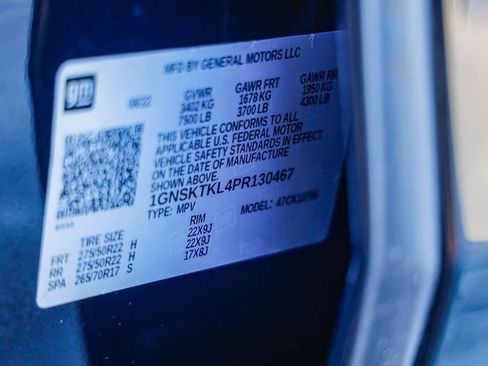 MFD BY GENERAL MOTORS LLC
gm
08/22
GVWR GAWR FRT GAWR RR
3402 KG 1678 KG 1950 KG
7500 LB 3700 LB 4300 LB
THIS VEHICLE CONFORMS TO ALL
APPLICABLE U.S. FEDERAL MOTOR
VEHICLE SAFETY STANDARDS IN EFFECT
ON THE DATE OF MANUFACTURE
SHOWN ABOVE.
1GNSKTKL4PR130467
TYPE: MPV MODEL:
TIRE SIZE RIM
FRT 275/50R22 H 22X9J
RR 275/50R22 H 22X9J
SPA 265/70R17 S 17X8J